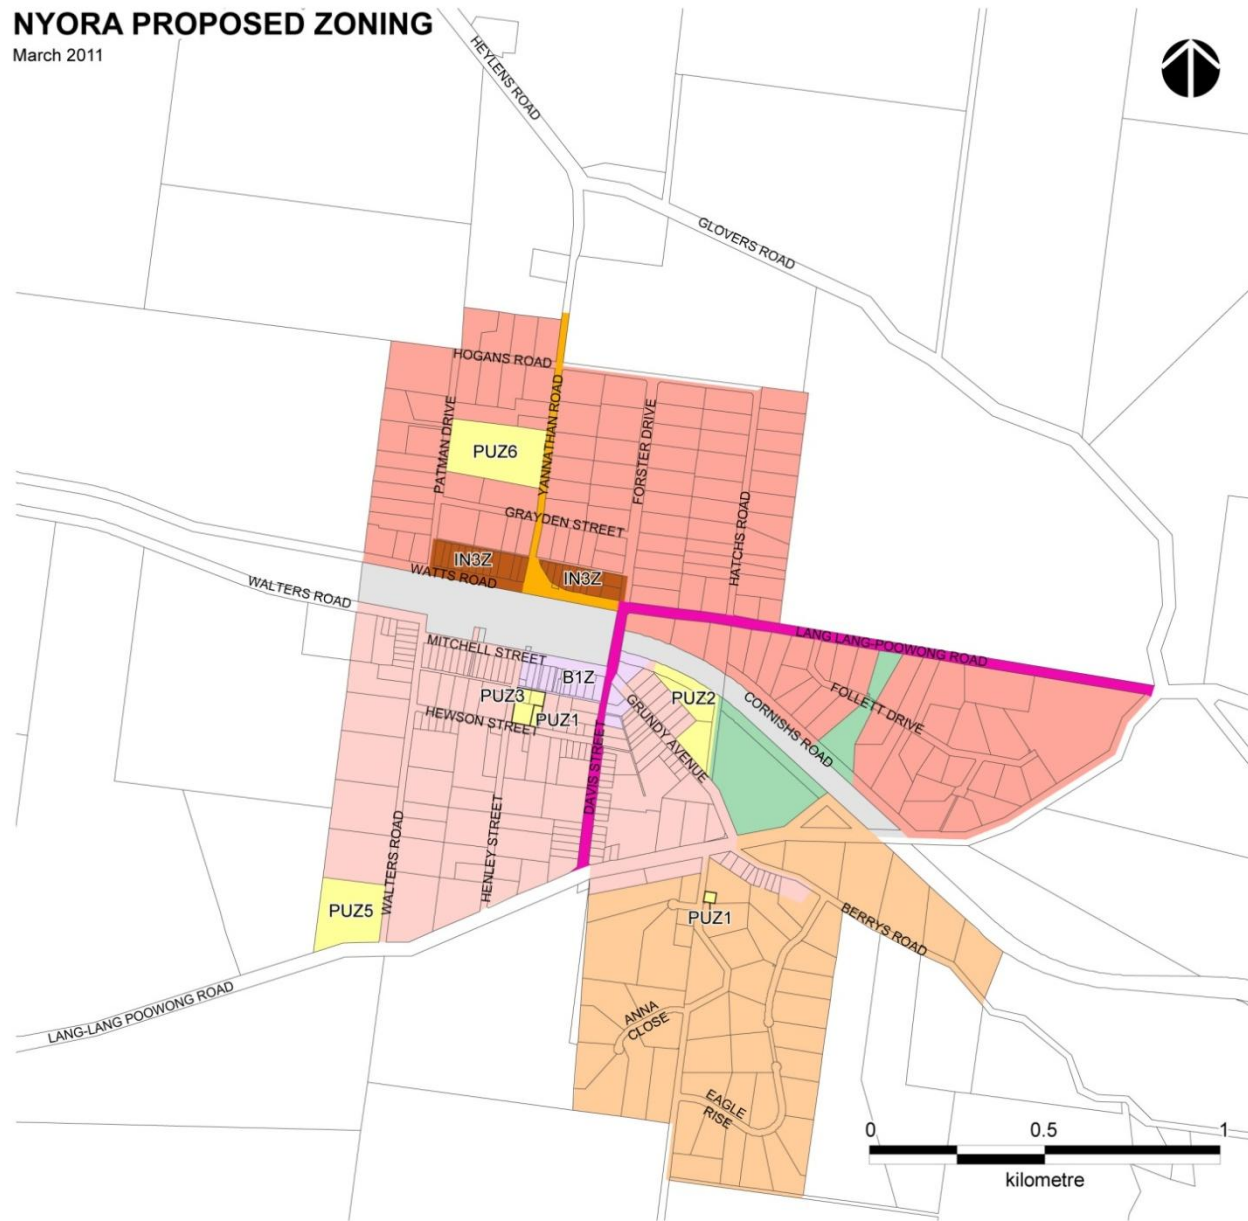 NYORA PROPOSED ZONING
March 2011
HEYLENS ROAD
GLOVERS ROAD
HOGANS ROAD
PATMAN DRIVE
YANNATHAN ROAD
FORSTER DRIVE
PUZ6
HATCHS ROAD
GRAYDEN STREET
IN3Z
IN3Z
WATTS ROAD
WALTERS ROAD
MITCHELL STREET
LANG LANG-POOWONG ROAD
B1Z
PUZ3
PUZ1
PUZ2
HEWSON STREET
GRUNDY AVENUE
CORNISHS ROAD
FOLLETT DRIVE
DAVIS STREET
HENLEY STREET
WALTERS ROAD
PUZ5
PUZ1
BERRYS ROAD
LANG-LANG POOWONG ROAD
ANNA
CLOSE
EAGLE
RISE
0 0.5 1
kilometre